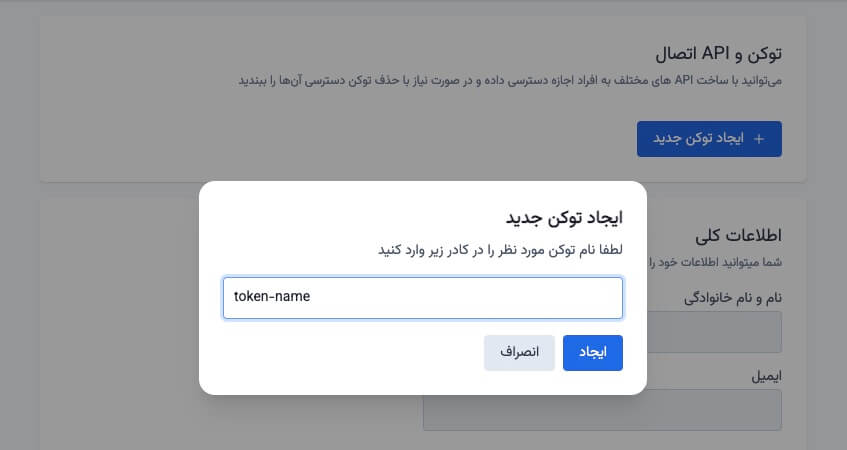 توکن و API اتصال
می‌توانید با ساخت API های مختلف به افراد اجازه دسترسی داده و در صورت نیاز با حذف توکن دسترسی آن‌ها را ببندید
+ ایجاد توکن جدید
ایجاد توکن جدید
لطفا نام توکن مورد نظر را در کادر زیر وارد کنید
token-name
ایجاد
انصراف
اطلاعات کلی
شما میتوانید اطلاعات خود را
نام و نام خانوادگی
ایمیل